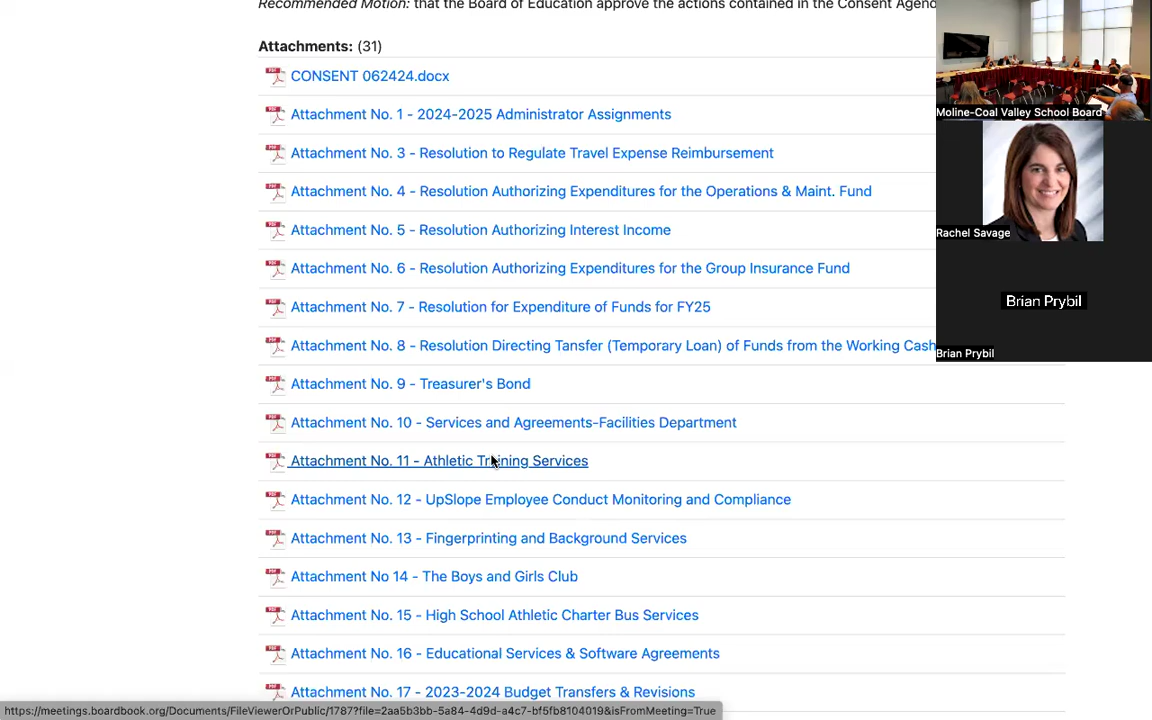 Recommended Motion: that the Board of Education approve the actions contained in the Consent Agend
Attachments: (31)
CONSENT 062424.docx
Attachment No. 1 - 2024-2025 Administrator Assignments
Attachment No. 3 - Resolution to Regulate Travel Expense Reimbursement
Attachment No. 4 - Resolution Authorizing Expenditures for the Operations & Maint. Fund
Attachment No. 5 - Resolution Authorizing Interest Income
Attachment No. 6 - Resolution Authorizing Expenditures for the Group Insurance Fund
Attachment No. 7 - Resolution for Expenditure of Funds for FY25
Attachment No. 8 - Resolution Directing Tansfer (Temporary Loan) of Funds from the Working Cash
Attachment No. 9 - Treasurer's Bond
Attachment No. 10 - Services and Agreements-Facilities Department
Attachment No. 11 - Athletic Training Services
Attachment No. 12 - UpSlope Employee Conduct Monitoring and Compliance
Attachment No. 13 - Fingerprinting and Background Services
Attachment No 14 - The Boys and Girls Club
Attachment No. 15 - High School Athletic Charter Bus Services
Attachment No. 16 - Educational Services & Software Agreements
Attachment No. 17 - 2023-2024 Budget Transfers & Revisions
https://meetings.boardbook.org/Documents/FileViewerOrPublic/1787?file=2aa5b3bb-5a84-4d9d-a4c7-bf5fb8104019&isFromMeeting=True
Moline-Coal Valley School Board
Rachel Savage
Brian Prybil
Brian Prybil